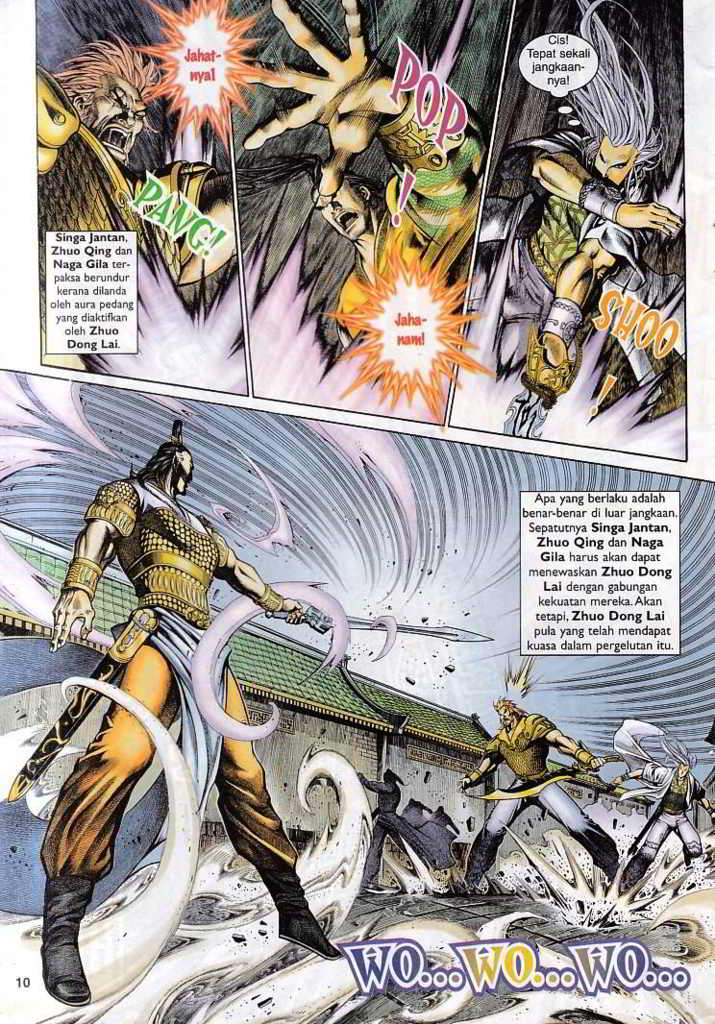 Jahat-
nya!
PANG!
Singa Jantan,
Zhuo Qing dan
Naga Gila ter-
paksa berundur
kerana dilanda
oleh aura pedang
yang diaktifkan
oleh Zhuo
Dong Lai.
POP
!
Jaha-
nam!
Cis!
Tepat sekali
jangkaan-
nya!
SHOO
!
Apa yang berlaku adalah
benar-benar di luar jangkaan.
Sepatutnya Singa Jantan,
Zhuo Qing dan Naga
Gila harus akan dapat
menewaskan Zhuo Dong
Lai dengan gabungan
kekuatan mereka. Akan
tetapi, Zhuo Dong Lai
pula yang telah mendapat
kuasa dalam pergelutan itu.
WO...WO...WO...
10